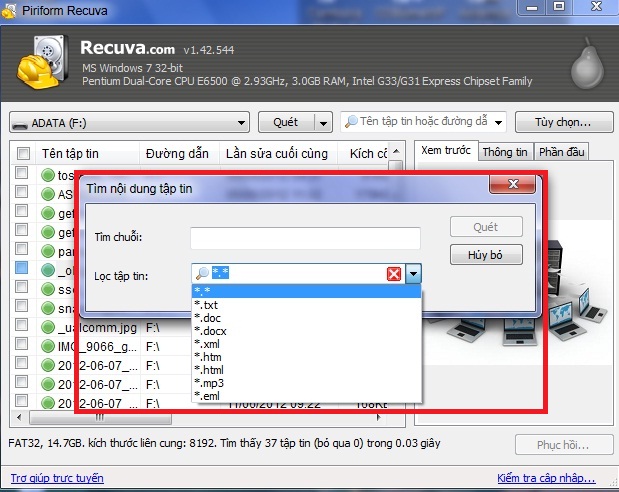 Piriform Recuva
Recuva.com v1.42.544
MS Windows 7 32-bit
Pentium Dual-Core CPU E6500 @ 2.93GHz, 3.0GB RAM, Intel G33/G31 Express Chipset Family
ADATA (F:)
Quét
Tên tập tin hoặc đường dẫ
Tùy chọn...
Tên tập tin Đường dẫn Lần sửa cuối cùng Kích cỡ
Xem trước Thông tin Phần đầu
Tìm nội dung tập tin
Tìm chuỗi:
Quét
Hủy bỏ
Lọc tập tin: *.*
*.*
*.txt
*.doc
*.docx
*.xml
*.htm
*.html
*.mp3
*.eml
tos
AS
get
get
par
_ol
sse
sna
_ualcomm.jpg F:\
IMG_9066_g... F:\
2012-06-07_... F:\
2012-06-07_... F:\
2012-06-07_... F:\ 11/06/2012 09:22 168KB
FAT32, 14.7GB. kích thước liên cung: 8192. Tìm thấy 37 tập tin (bỏ qua 0) trong 0.03 giây
Phục hồi...
Trợ giúp trực tuyến
Kiểm tra cập nhập...